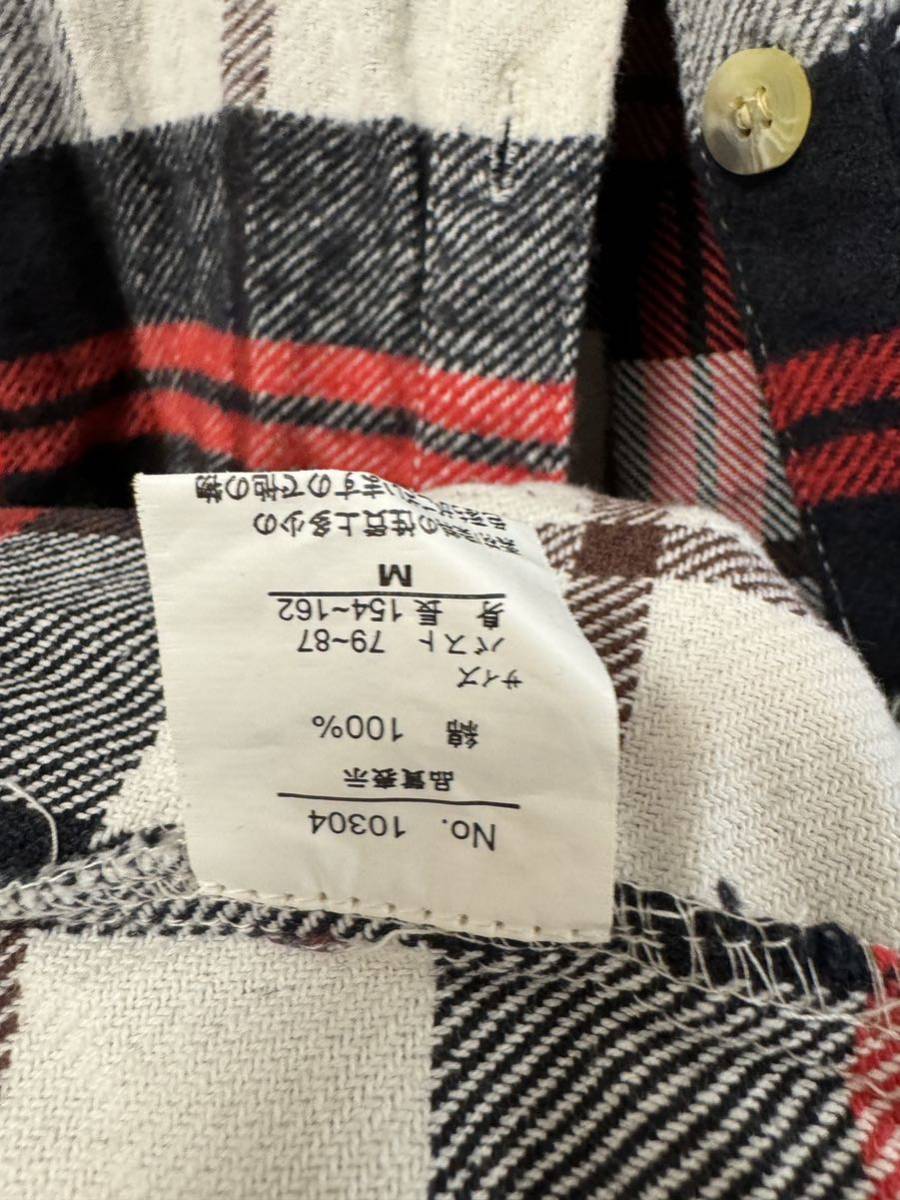 No. 10304
品質表示
綿 100%
サイズ
バスト 79~87
身 長 154~162
M
の性質上多少の
ますので他の物